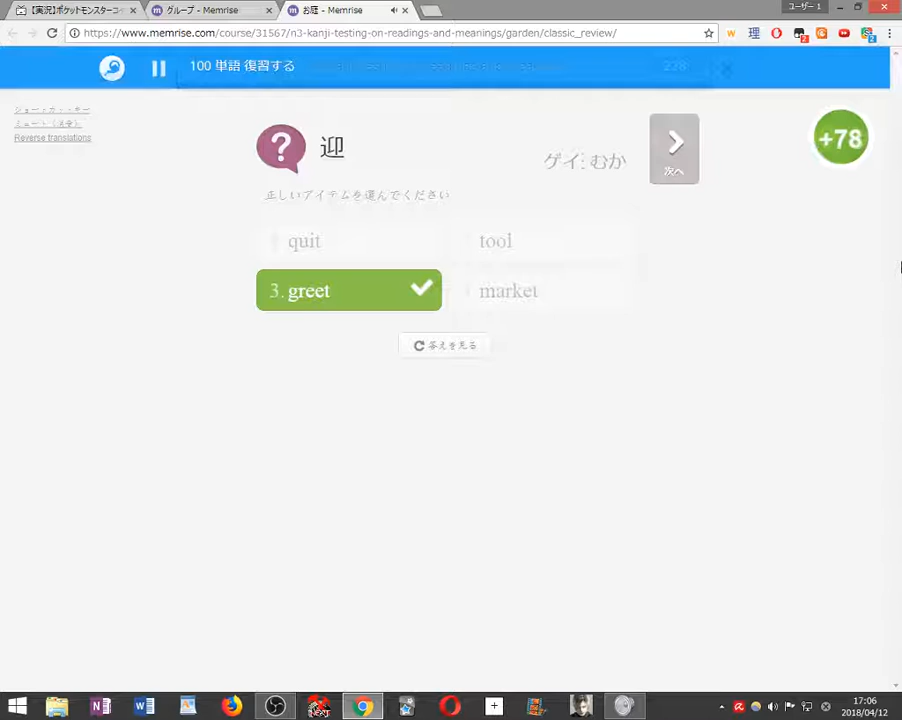 【実況】ポケットモンスターコ
グループ - Memrise
お庭 - Memrise
ユーザー 1
https://www.memrise.com/course/31567/n3-kanji-testing-on-readings-and-meanings/garden/classic_review/
100 単語 復習する
228
Reverse translations
+78
? 迎
ゲイ; むか
次へ
正しいアイテムを選んでください
quit
tool
3. greet
market
答えを見る
17:06
2018/04/12